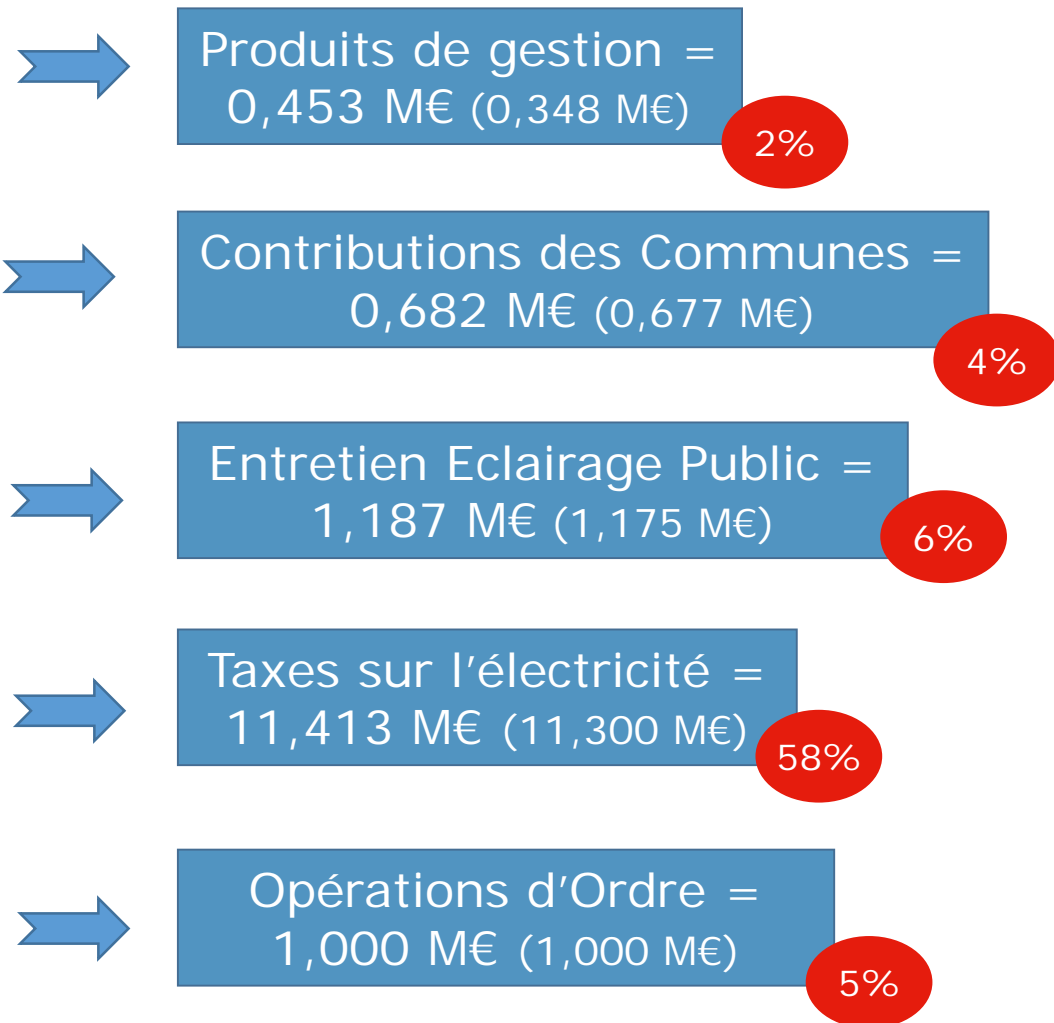 Produits de gestion =
0,453 M€ (0,348 M€)
2%
Contributions des Communes =
0,682 M€ (0,677 M€)
4%
Entretien Eclairage Public =
1,187 M€ (1,175 M€)
6%
Taxes sur l’électricité =
11,413 M€ (11,300 M€)
58%
Opérations d’Ordre =
1,000 M€ (1,000 M€)
5%